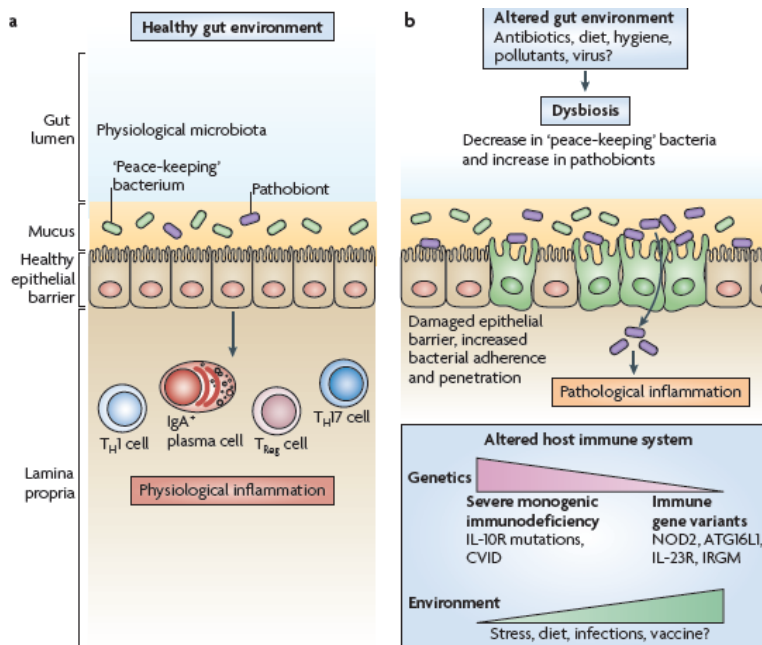 a
Healthy gut environment
Gut
lumen
Physiological microbiota
‘Peace-keeping’
bacterium
Pathobiont
Mucus
Healthy
epithelial
barrier
Lamina
propria
TH1 cell
IgA+
plasma cell
TReg cell
TH17 cell
Physiological inflammation
b
Altered gut environment
Antibiotics, diet, hygiene,
pollutants, virus?
Dysbiosis
Decrease in ‘peace-keeping’ bacteria
and increase in pathobionts
Damaged epithelial
barrier, increased
bacterial adherence
and penetration
Pathological inflammation
Altered host immune system
Genetics
Severe monogenic
immunodeficiency
IL-10R mutations,
CVID
Immune
gene variants
NOD2, ATG16L1,
IL-23R, IRGM
Environment
Stress, diet, infections, vaccine?